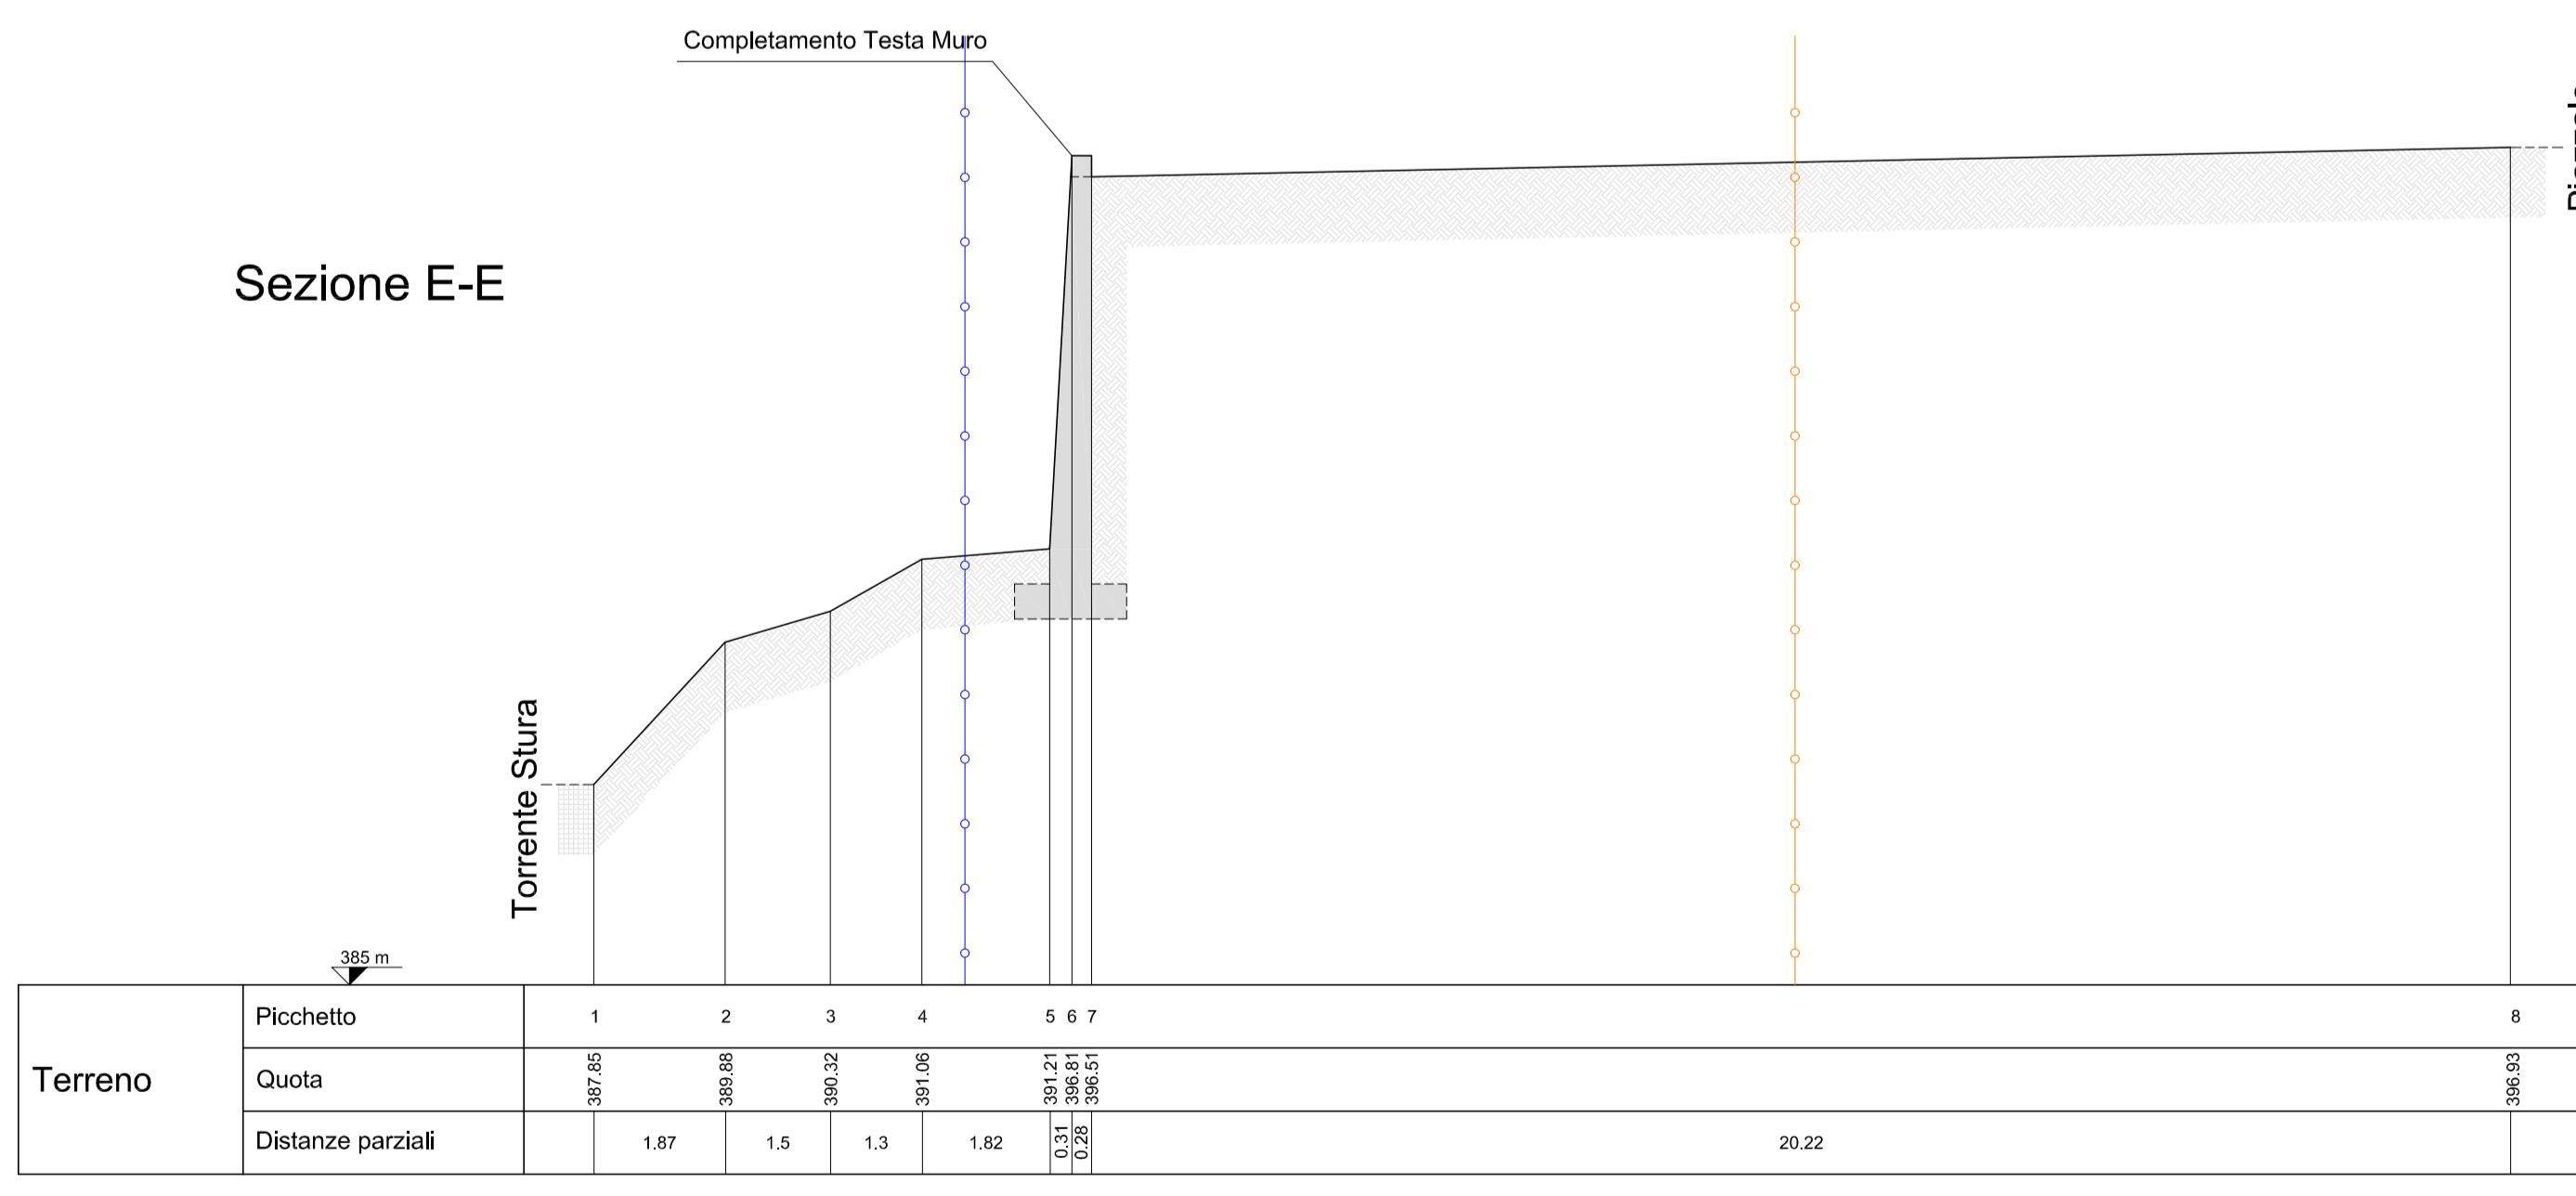 Completamento Testa Muro
Sezione E-E
Torrente Stura
385 m
Terreno
Picchetto 1 2 3 4 5 6 7 8
Quota 387.85 389.88 390.32 391.06 391.21 396.81 396.51 396.93
Distanze parziali 1.87 1.5 1.3 1.82 0.31 0.28 20.22